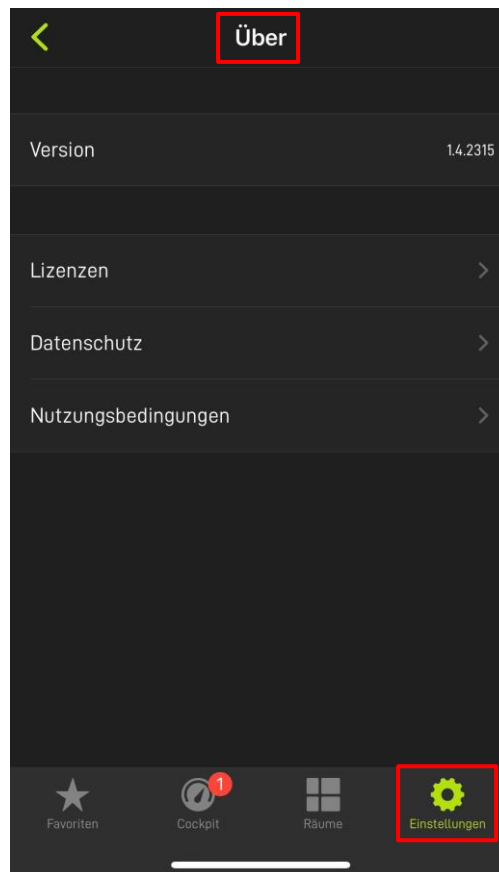 Über
Version 1.4.2315
Lizenzen
Datenschutz
Nutzungsbedingungen
1
Favoriten Cockpit Räume Einstellungen